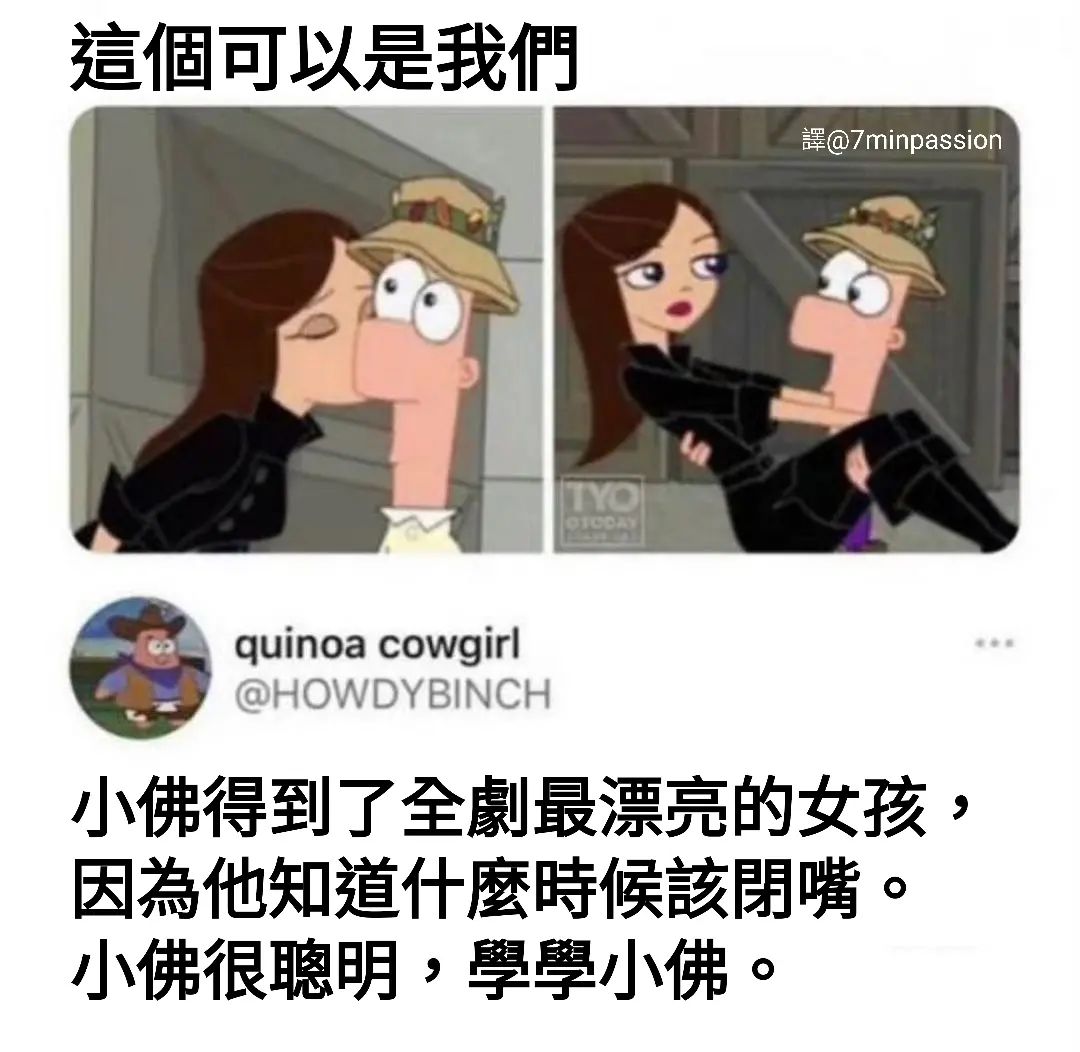 這個可以是我們
譯@7minpassion
TYO
quinoa cowgirl
@HOWDYBINCH
小佛得到了全劇最漂亮的女孩，
因為他知道什麼時候該閉嘴。
小佛很聰明，學學小佛。